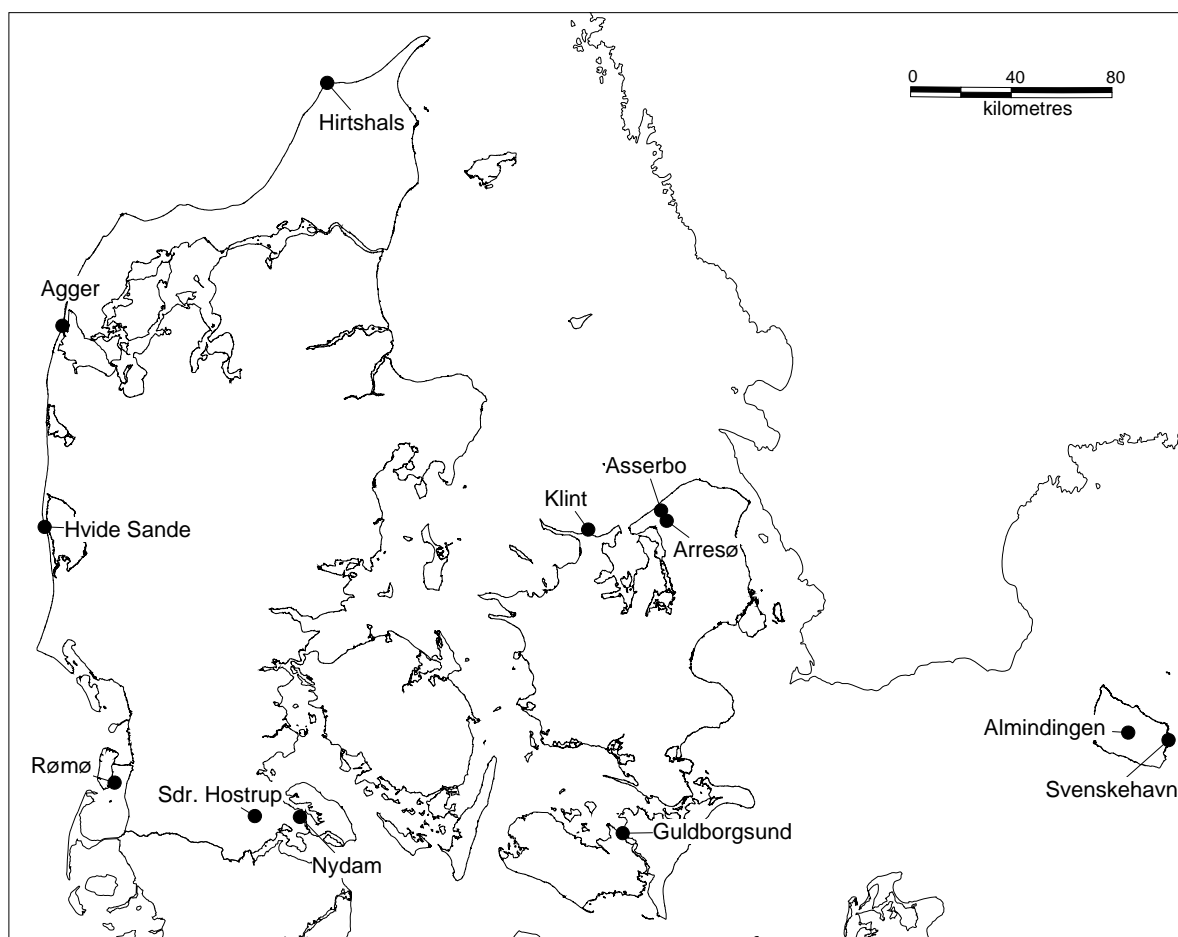 0 40 80
kilometres
Hirtshals
Agger
Asserbo
Klint
Hvide Sande
Arresø
Almindingen
Rømø
Sdr. Hostrup
Svenskehavn
Guldborgsund
Nydam